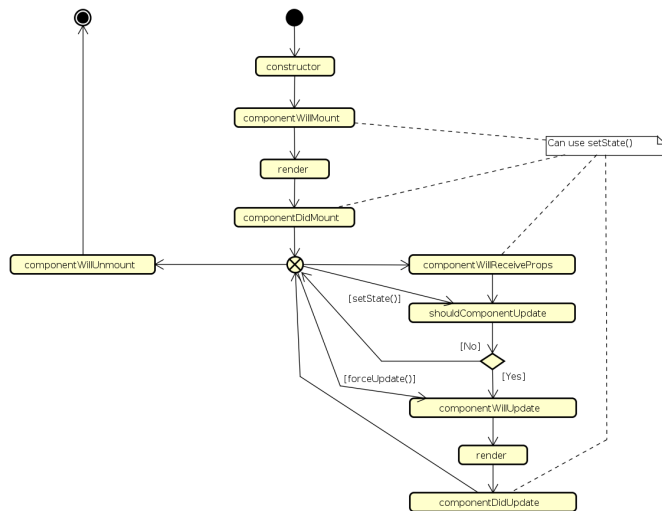 constructor
componentWillMount
Can use setState()
render
componentDidMount
componentWillUnmount
componentWillReceiveProps
[setState()]
shouldComponentUpdate
[No]
[Yes]
[forceUpdate()]
componentWillUpdate
render
componentDidUpdate